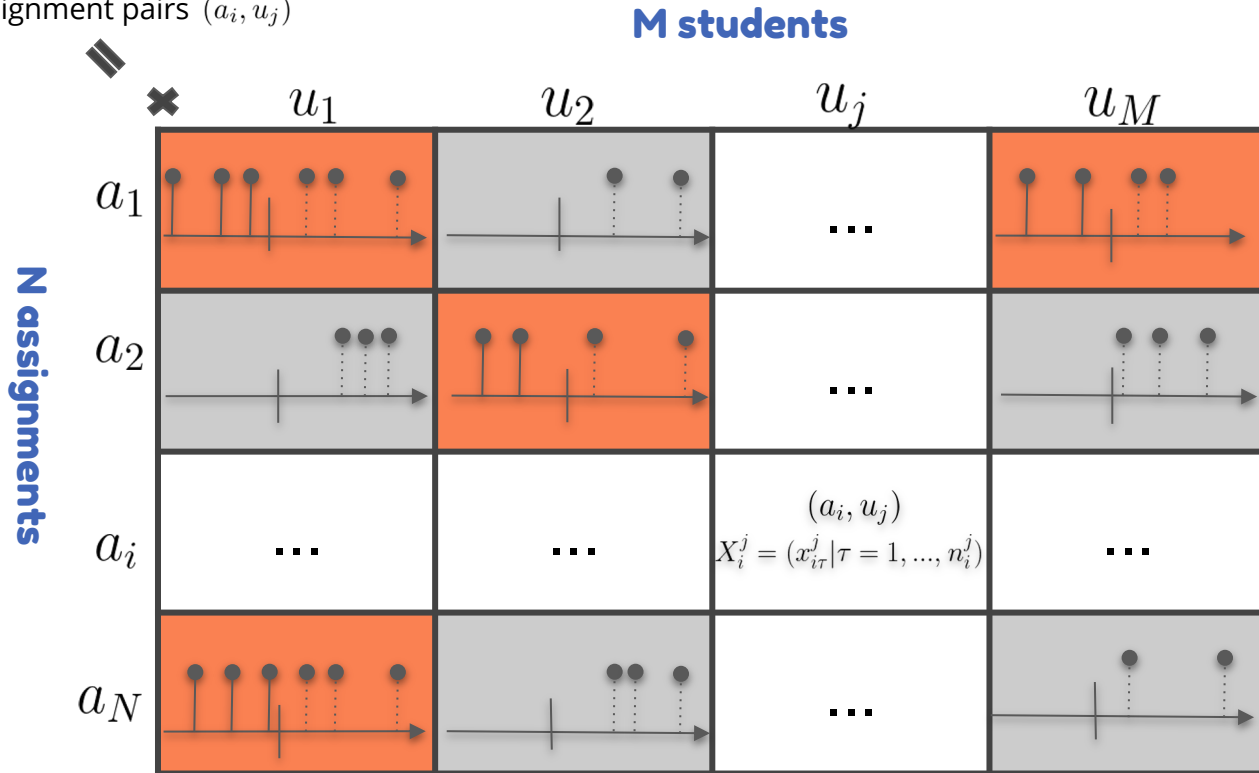 ignment pairs (a_i, u_j)
M students
u_1 u_2 u_j u_M
N assignments
a_1 ...
a_2 ...
(a_i, u_j)
a_i ... ... X_i^j = (x_{iτ}^j|τ = 1, ..., n_i^j) ...
a_N ...